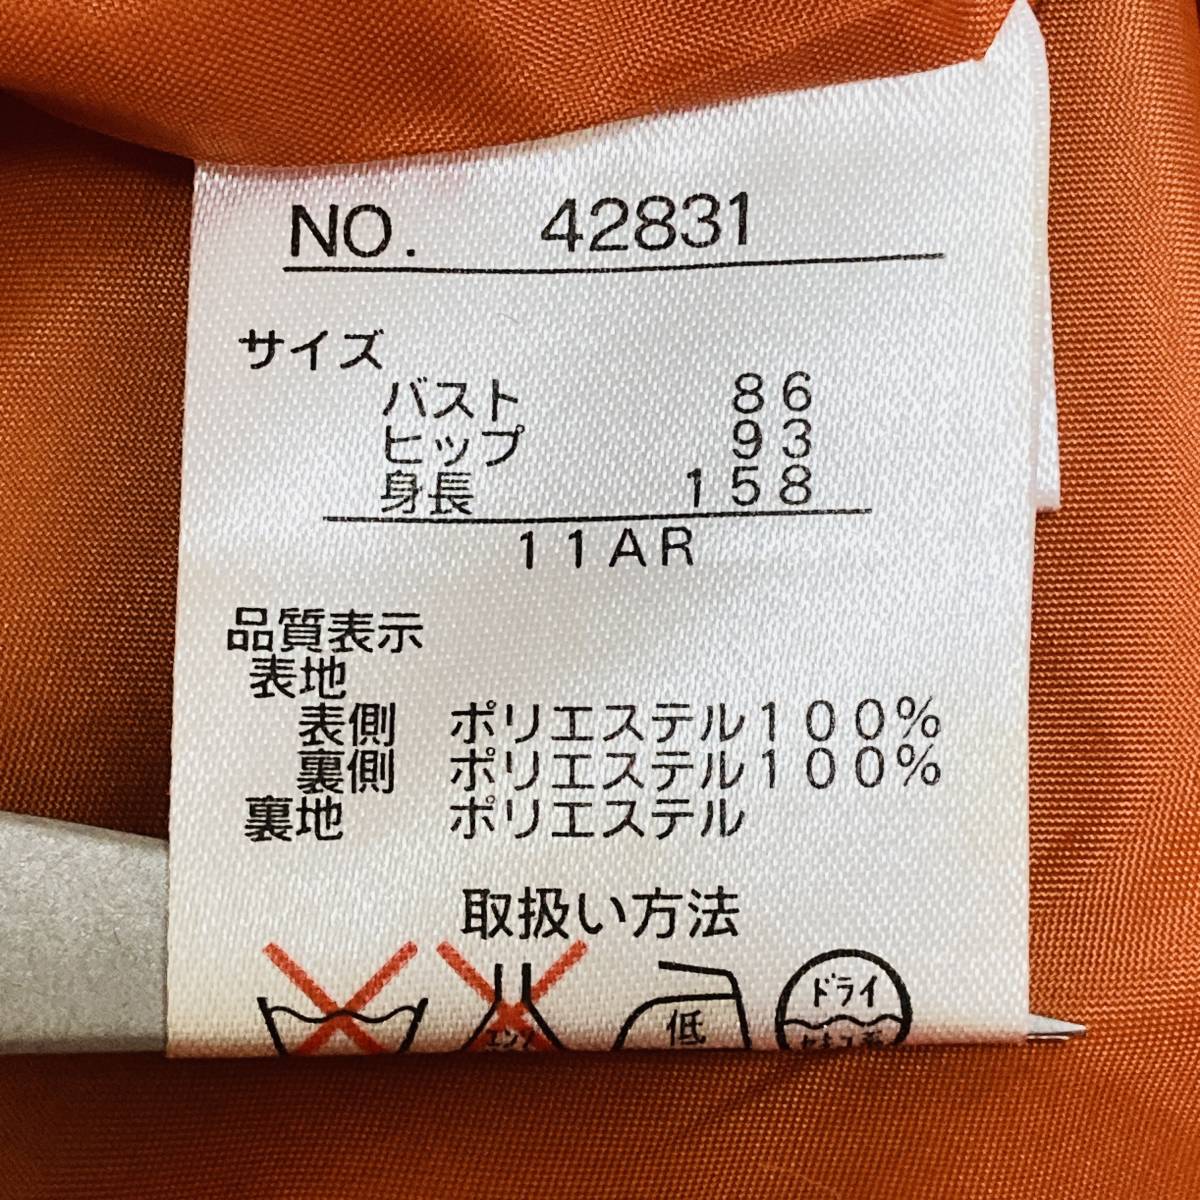 NO. 42831
サイズ
バスト 86
ヒップ 93
身長 158
11AR
品質表示
表地
表側 ポリエステル100%
裏側 ポリエステル100%
裏地 ポリエステル
取扱い方法
低 ドライ